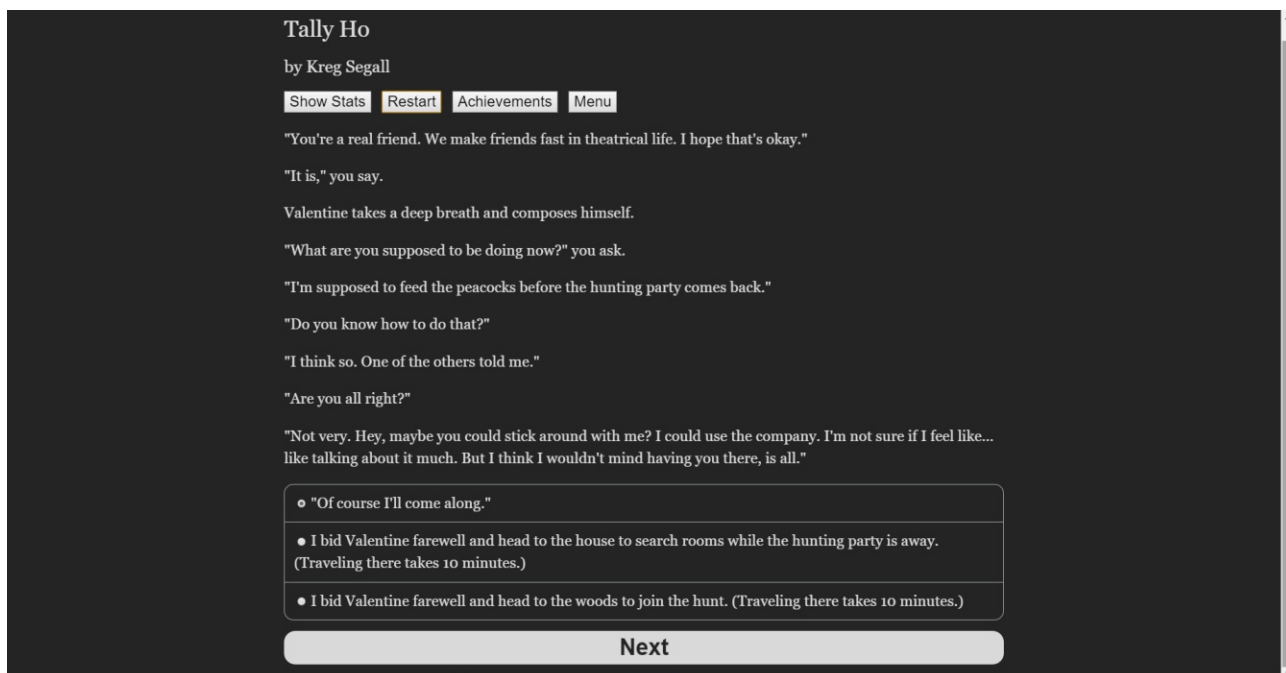 Tally Ho
by Kreg Segall
Show Stats Restart Achievements Menu
"You're a real friend. We make friends fast in theatrical life. I hope that's okay."
"It is," you say.
Valentine takes a deep breath and composes himself.
"What are you supposed to be doing now?" you ask.
"I'm supposed to feed the peacocks before the hunting party comes back."
"Do you know how to do that?"
"I think so. One of the others told me."
"Are you all right?"
"Not very. Hey, maybe you could stick around with me? I could use the company. I'm not sure if I feel like...
like talking about it much. But I think I wouldn't mind having you there, is all."
"Of course I'll come along."
I bid Valentine farewell and head to the house to search rooms while the hunting party is away.
(Traveling there takes 10 minutes.)
I bid Valentine farewell and head to the woods to join the hunt. (Traveling there takes 10 minutes.)
Next